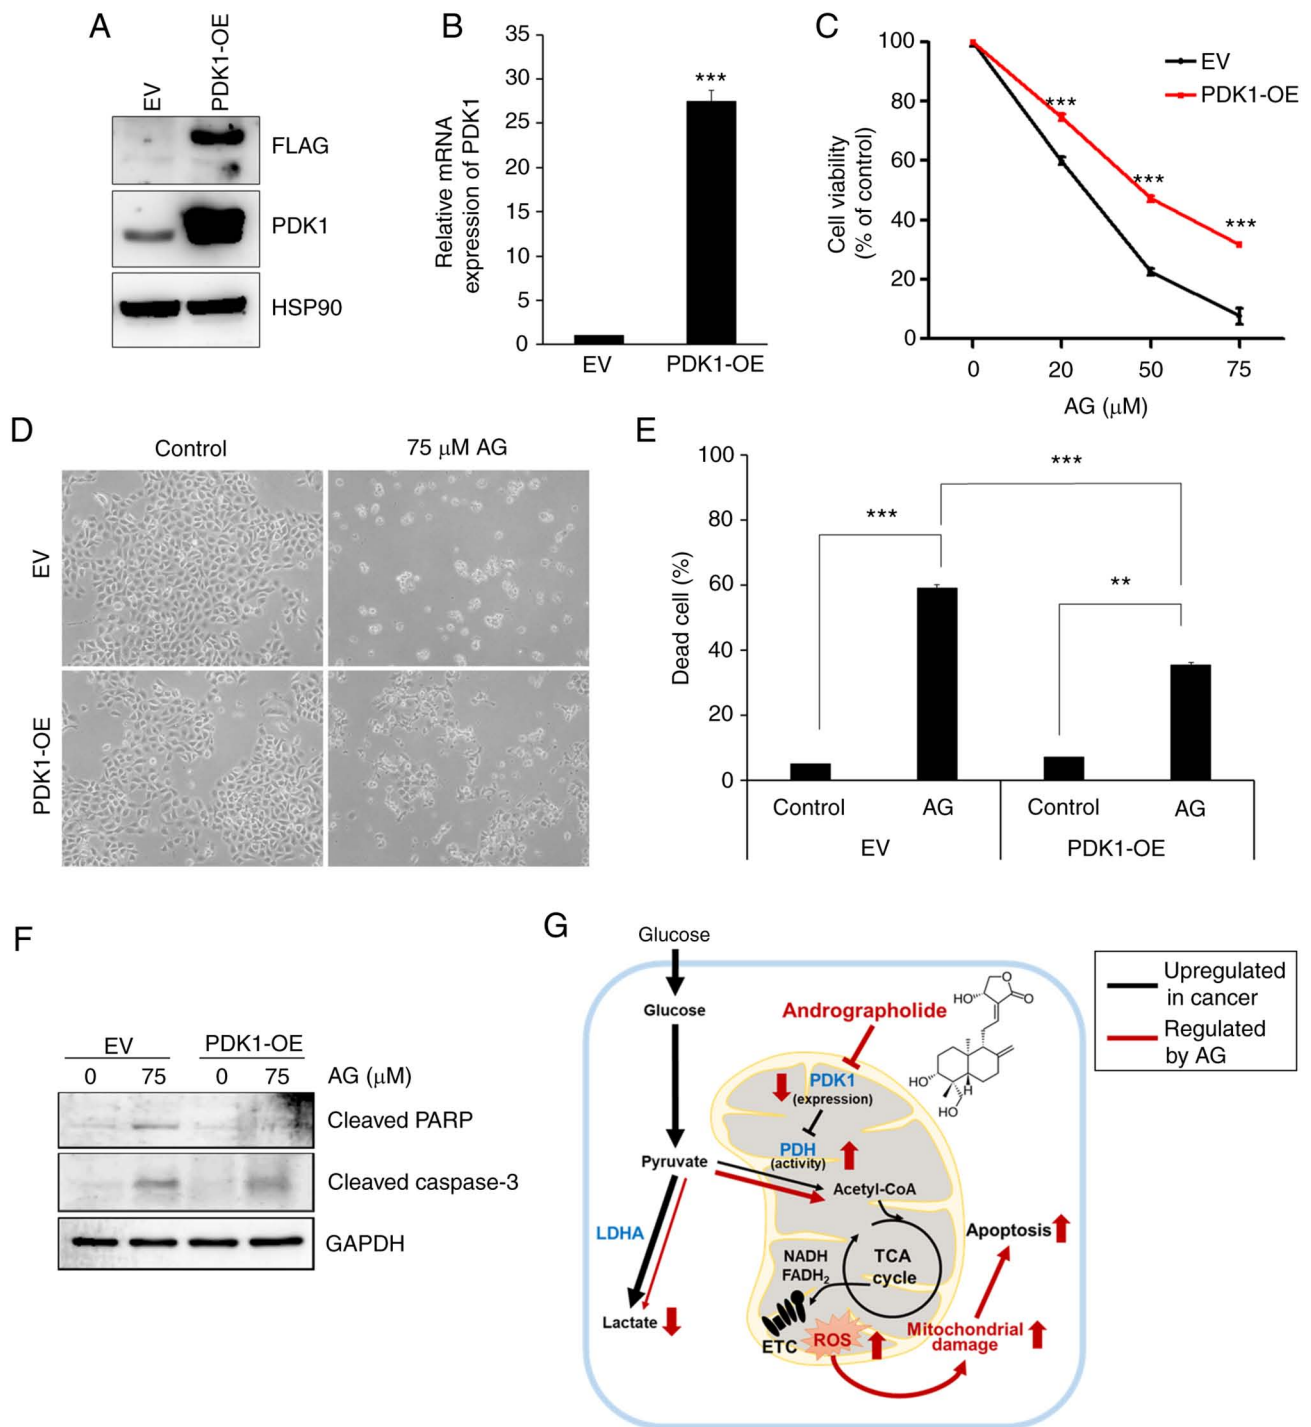 A
EV
PDK1-OE
FLAG
PDK1
HSP90
B
Relative mRNA
expression of PDK1
35
30
25
20
15
10
5
0
***
EV
PDK1-OE
C
Cell viability
(% of control)
100
80
60
40
20
0
***
***
***
EV
PDK1-OE
0
20
50
75
AG (μM)
D
Control
75 μM AG
EV
PDK1-OE
E
Dead cell (%)
100
80
60
40
20
0
***
***
**
Control
AG
Control
AG
EV
PDK1-OE
F
EV
PDK1-OE
0
75
0
75
AG (μM)
Cleaved PARP
Cleaved caspase-3
GAPDH
G
Glucose
Glucose
Andrographolide
HO
O
O
HO
H
HO
PDK1
(expression)
PDH
(activity)
Pyruvate
Acetyl-CoA
LDHA
NADH
FADH2
TCA
cycle
Apoptosis
Lactate
ETC
ROS
Mitochondrial
damage
Upregulated
in cancer
Regulated
by AG